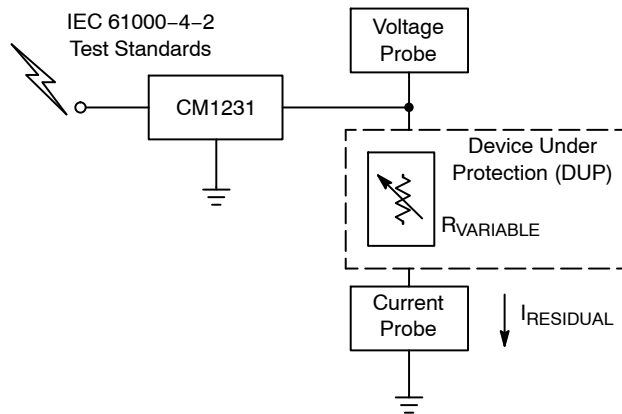 IEC 61000−4−2
Test Standards
Voltage
Probe
CM1231
Device Under
Protection (DUP)
RVARIABLE
Current
Probe
IRESIDUAL